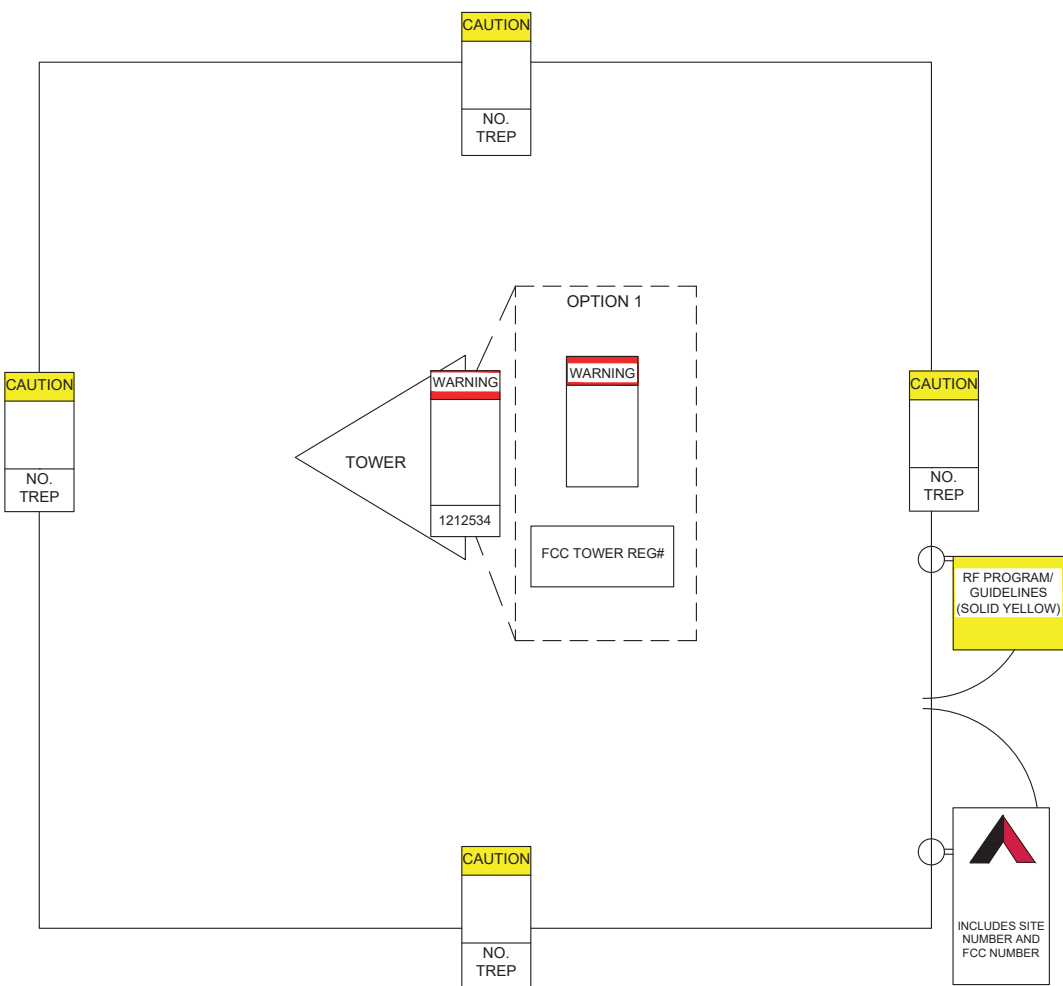 CAUTION
NO.
TREP
OPTION 1
WARNING
WARNING
CAUTION
CAUTION
TOWER
NO.
TREP
NO.
TREP
1212534
FCC TOWER REG#
RF PROGRAM/
GUIDELINES
(SOLID YELLOW)
CAUTION
NO.
TREP
INCLUDES SITE
NUMBER AND
FCC NUMBER